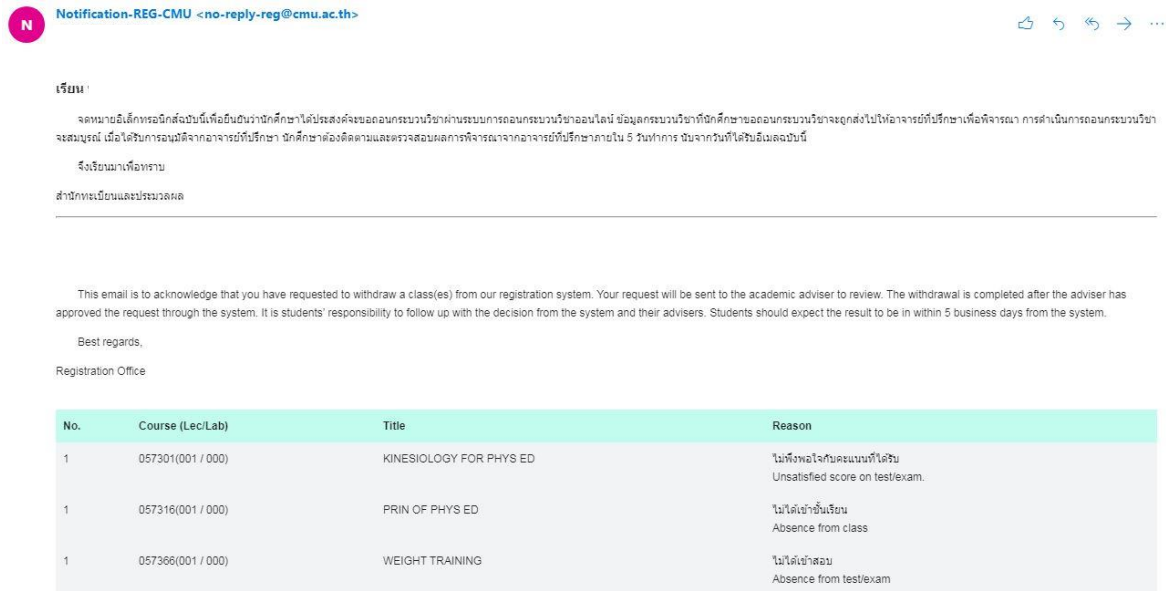 N
Notification-REG-CMU <no-reply-reg@cmu.ac.th>
เรียน
จดหมายอิเล็กทรอนิกส์ฉบับนี้เพื่อยืนยันว่านักศึกษาได้ประสงค์จะขอถอนกระบวนวิชาผ่านระบบการถอนกระบวนวิชาออนไลน์ ข้อมูลกระบวนวิชาที่นักศึกษาขอถอนกระบวนวิชาจะถูกส่งไปให้อาจารย์ที่ปรึกษาเพื่อพิจารณา การดำเนินการถอนกระบวนวิชา
จะสมบูรณ์ เมื่อได้รับการอนุมัติจากอาจารย์ที่ปรึกษา นักศึกษาต้องติดตามและตรวจสอบผลการพิจารณาจากอาจารย์ที่ปรึกษาภายใน 5 วันทำการ นับจากวันที่ได้รับอีเมลฉบับนี้
จึงเรียนมาเพื่อทราบ
สำนักทะเบียนและประมวลผล
This email is to acknowledge that you have requested to withdraw a class(es) from our registration system. Your request will be sent to the academic adviser to review. The withdrawal is completed after the adviser has
approved the request through the system. It is students' responsibility to follow up with the decision from the system and their advisers. Students should expect the result to be in within 5 business days from the system.
Best regards,
Registration Office
No. Course (Lec/Lab) Title Reason
1 057301(001 / 000) KINESIOLOGY FOR PHYS ED ไม่พึงพอใจกับคะแนนที่ได้รับ
Unsatisfied score on test/exam.
1 057316(001 / 000) PRIN OF PHYS ED ไม่ได้เข้าชั้นเรียน
Absence from class
1 057366(001 / 000) WEIGHT TRAINING ไม่ได้เข้าสอบ
Absence from test/exam